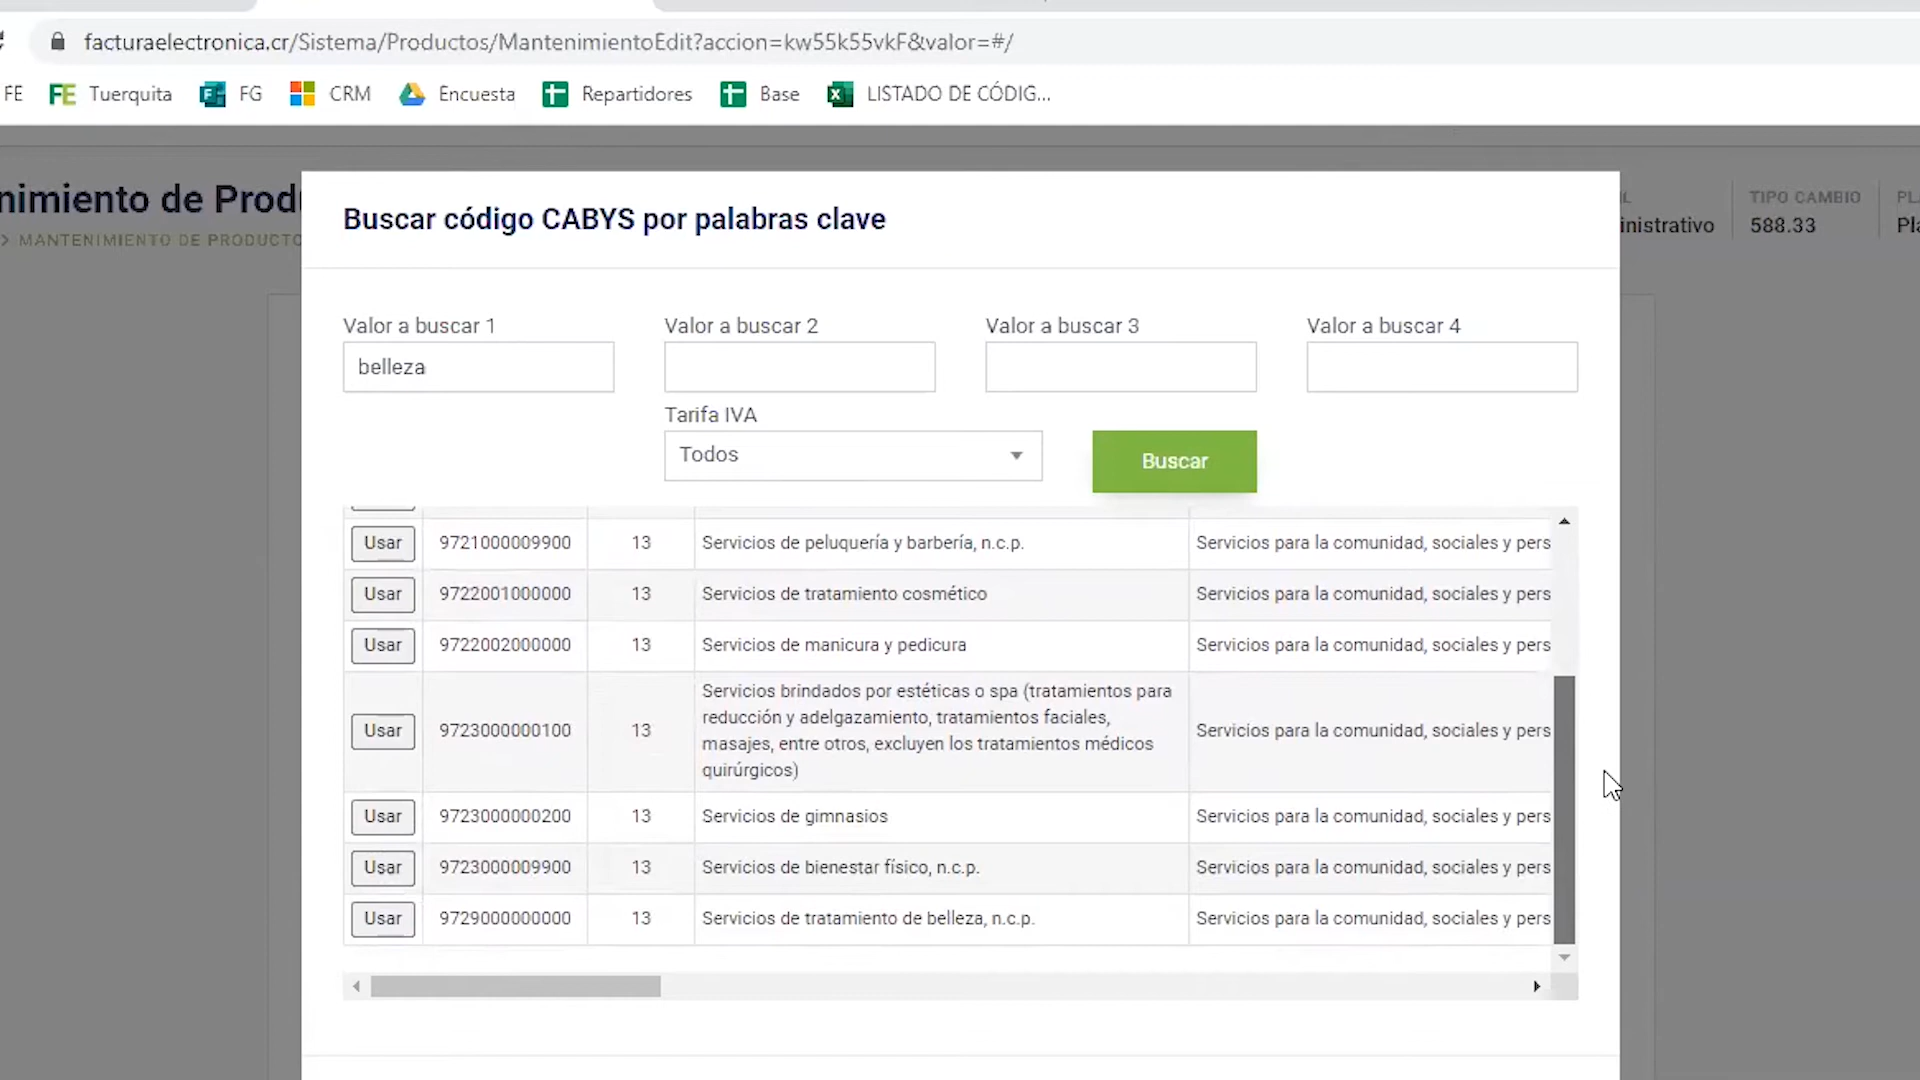 facturaelectronica.cr/Sistema/Productos/MantenimientoEdit?accion=kw55k55vkF&valor=#/
FE FE Tuerquita FG CRM Encuesta Repartidores Base LISTADO DE CÓDIG...
nimiento de Produ
> MANTENIMIENTO DE PRODUCTO
IL
inistrativo
TIPO CAMBIO
588.33
PL
Pla
Buscar código CABYS por palabras clave
Valor a buscar 1 Valor a buscar 2 Valor a buscar 3 Valor a buscar 4
belleza
Tarifa IVA
Todos
Buscar
Usar 9721000009900 13 Servicios de peluquería y barbería, n.c.p. Servicios para la comunidad, sociales y pers
Usar 9722001000000 13 Servicios de tratamiento cosmético Servicios para la comunidad, sociales y pers
Usar 9722002000000 13 Servicios de manicura y pedicura Servicios para la comunidad, sociales y pers
Usar 9723000000100 13 Servicios brindados por estéticas o spa (tratamientos para
reducción y adelgazamiento, tratamientos faciales,
masajes, entre otros, excluyen los tratamientos médicos
quirúrgicos) Servicios para la comunidad, sociales y pers
Usar 9723000000200 13 Servicios de gimnasios Servicios para la comunidad, sociales y pers
Usar 9723000009900 13 Servicios de bienestar físico, n.c.p. Servicios para la comunidad, sociales y pers
Usar 9729000000000 13 Servicios de tratamiento de belleza, n.c.p. Servicios para la comunidad, sociales y pers